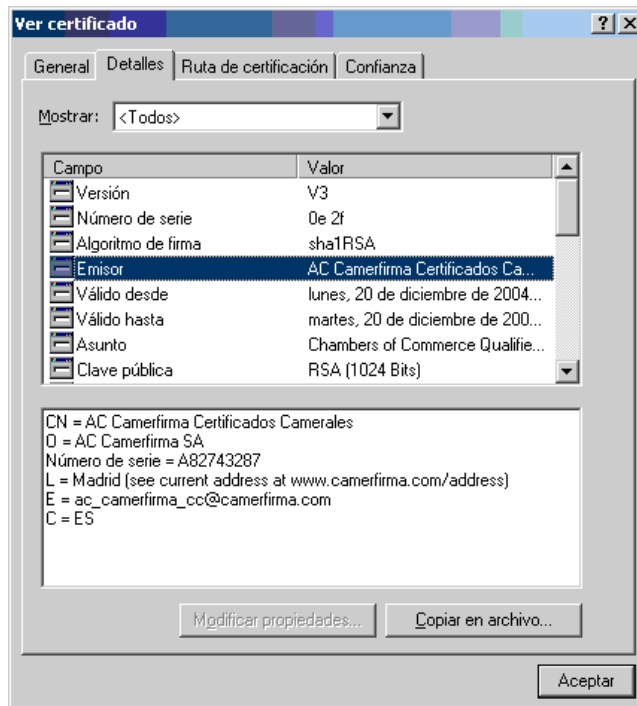 Ver certificado
General Detalles Ruta de certificación Confianza
Mostrar: <Todos>
Campo Valor
Versión V3
Número de serie 0e 2f
Algoritmo de firma sha1RSA
Emisor AC Camerfirma Certificados Ca...
Válido desde lunes, 20 de diciembre de 2004...
Válido hasta martes, 20 de diciembre de 200...
Asunto Chambers of Commerce Qualifie...
Clave pública RSA (1024 Bits)
CN = AC Camerfirma Certificados Camerales
O = AC Camerfirma SA
Número de serie = A82743287
L = Madrid (see current address at www.camerfirma.com/address)
E = ac_camerfirma_cc@camerfirma.com
C = ES
Modificar propiedades... Copiar en archivo...
Aceptar